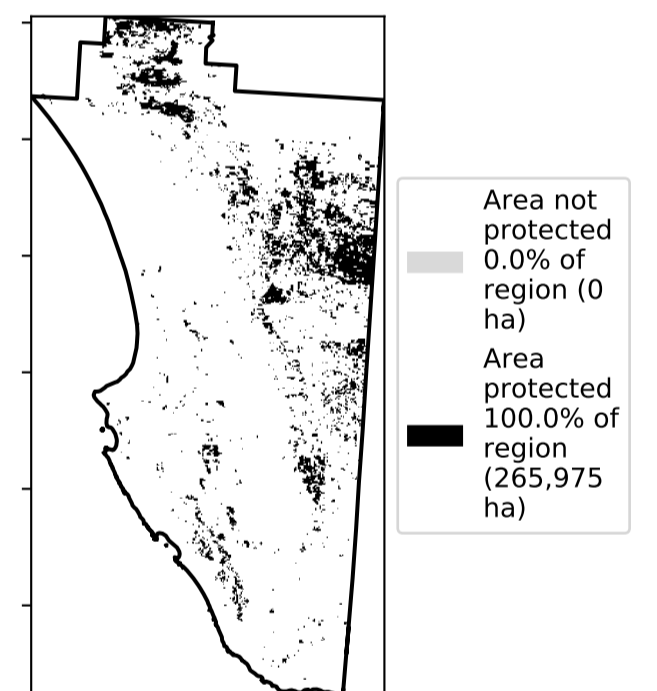 Area not
protected
0.0% of
region (0
ha)
Area
protected
100.0% of
region
(265,975
ha)